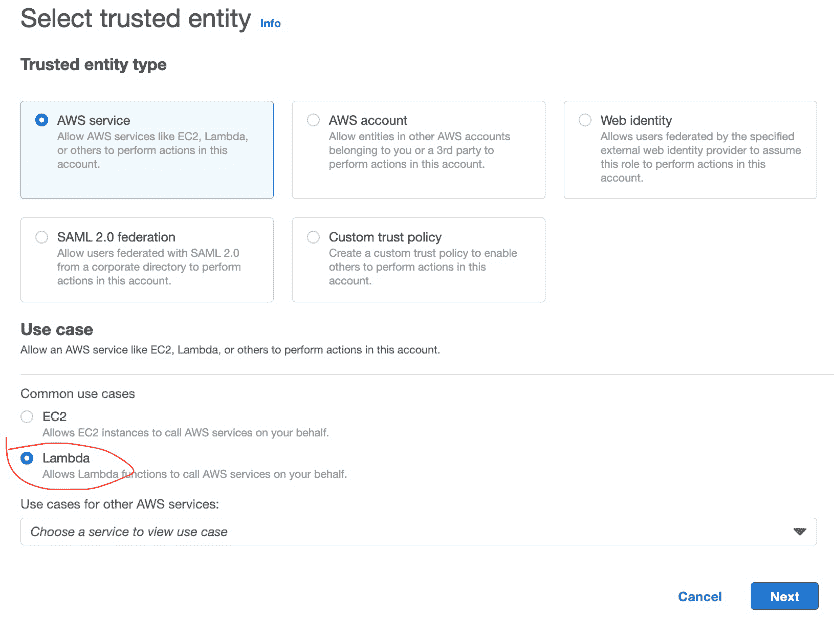 Select trusted entity Info
Trusted entity type
AWS service
Allow AWS services like EC2, Lambda,
or others to perform actions in this
account.
AWS account
Allow entities in other AWS accounts
belonging to you or a 3rd party to
perform actions in this account.
Web identity
Allows users federated by the specified
external web identity provider to assume
this role to perform actions in this
account.
SAML 2.0 federation
Allow users federated with SAML 2.0
from a corporate directory to perform
actions in this account.
Custom trust policy
Create a custom trust policy to enable
others to perform actions in this
account.
Use case
Allow an AWS service like EC2, Lambda, or others to perform actions in this account.
Common use cases
EC2
Allows EC2 instances to call AWS services on your behalf.
Lambda
Allows Lambda functions to call AWS services on your behalf.
Use cases for other AWS services:
Choose a service to view use case
Cancel
Next